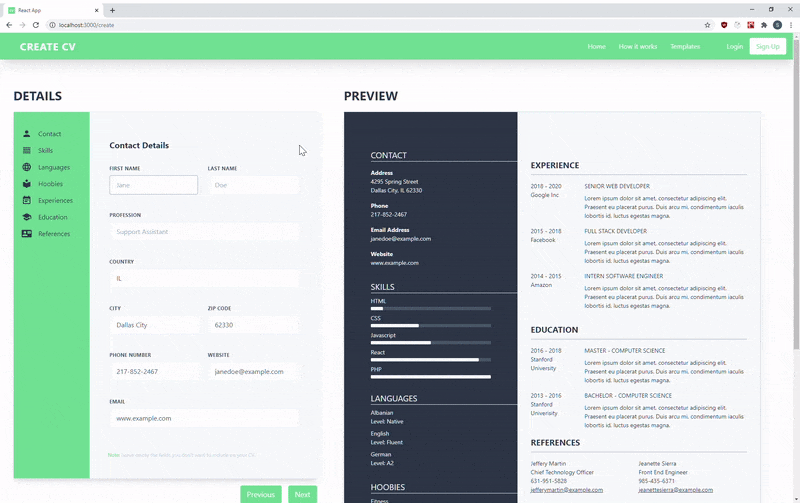 React App
localhost:3000/create
CREATE CV
Home
How it works
Templates
Login
Sign Up
DETAILS
Contact
Skills
Languages
Hoobies
Experiences
Education
References
Contact Details
FIRST NAME
LAST NAME
Jane
Doe
PROFESSION
Support Assistant
COUNTRY
IL
CITY
ZIP CODE
Dallas City
62330
PHONE NUMBER
WEBSITE
217-852-2467
janedoe@example.com
EMAIL
www.example.com
Note: Leave empty the fields you don't want to include on your CV.
Previous
Next
PREVIEW
CONTACT
Address
4295 Spring Street
Dallas City, IL 62330
Phone
217-852-2467
Email Address
janedoe@example.com
Website
www.example.com
SKILLS
HTML
CSS
Javascript
React
PHP
LANGUAGES
Albanian
Level: Native
English
Level: Fluent
German
Level: A2
HOOBIES
Fitness
EXPERIENCE
2018 - 2020
Google Inc
SENIOR WEB DEVELOPER
Lorem ipsum dolor sit amet, consectetur adipiscing elit.
Praesent eu placerat purus. Duis arcu mi, condimentum iaculis
lobortis id, luctus egestas magna.
2015 - 2018
Facebook
FULL STACK DEVELOPER
Lorem ipsum dolor sit amet, consectetur adipiscing elit.
Praesent eu placerat purus. Duis arcu mi, condimentum iaculis
lobortis id, luctus egestas magna.
2014 - 2015
Amazon
INTERN SOFTWARE ENGINEER
Lorem ipsum dolor sit amet, consectetur adipiscing elit.
Praesent eu placerat purus. Duis arcu mi, condimentum iaculis
lobortis id, luctus egestas magna.
EDUCATION
2016 - 2018
Stanford
University
MASTER - COMPUTER SCIENCE
Lorem ipsum dolor sit amet, consectetur adipiscing elit.
Praesent eu placerat purus. Duis arcu mi, condimentum iaculis
lobortis id, luctus egestas magna.
2013 - 2016
Stanford
Univerisity
BACHELOR - COMPUTER SCIENCE
Lorem ipsum dolor sit amet, consectetur adipiscing elit.
Praesent eu placerat purus. Duis arcu mi, condimentum iaculis
lobortis id, luctus egestas magna.
REFERENCES
Jeffery Martin
Chief Technology Officer
631-951-5828
jefferymartin@example.com
Jeanette Sierra
Front End Engineer
985-435-6371
jeanettesierra@example.com